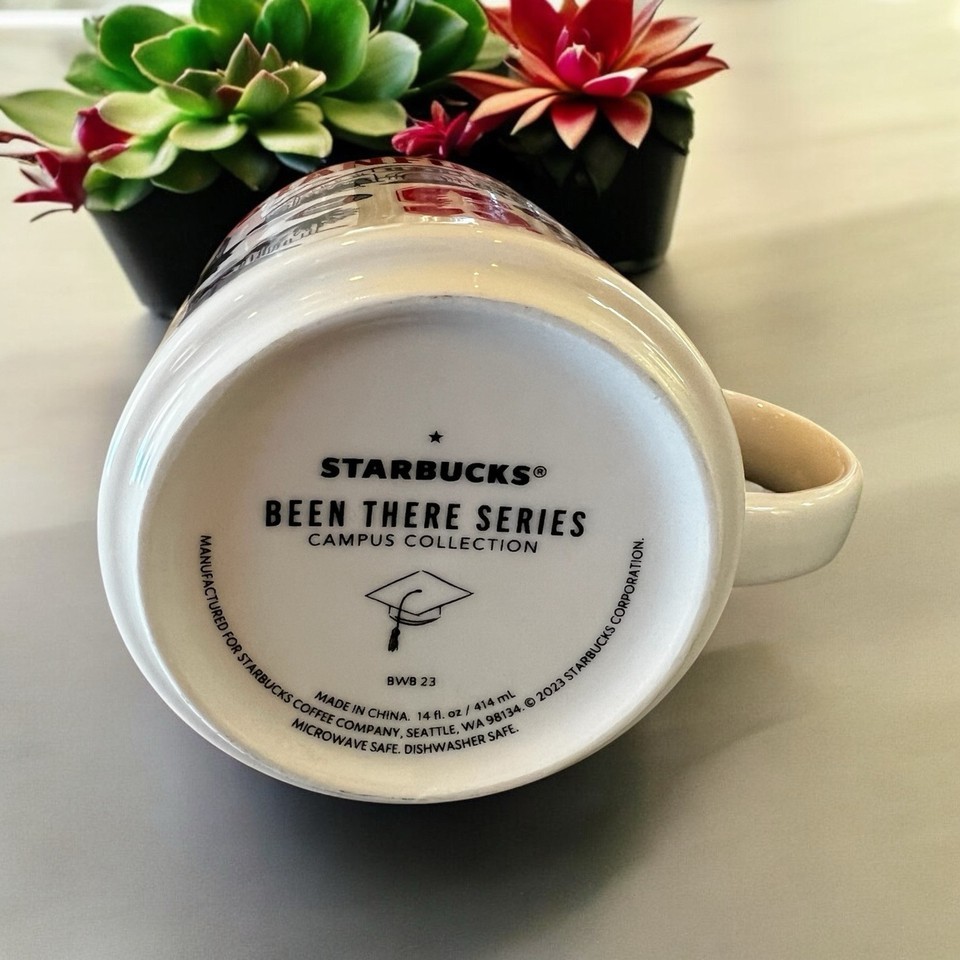 STARBUCKS®
BEEN THERE SERIES
CAMPUS COLLECTION
BWB 23
MADE IN CHINA. 14 fl. oz / 414 mL
MANUFACTURED FOR STARBUCKS COFFEE COMPANY, SEATTLE, WA 98134. © 2023 STARBUCKS CORPORATION.
MICROWAVE SAFE. DISHWASHER SAFE.